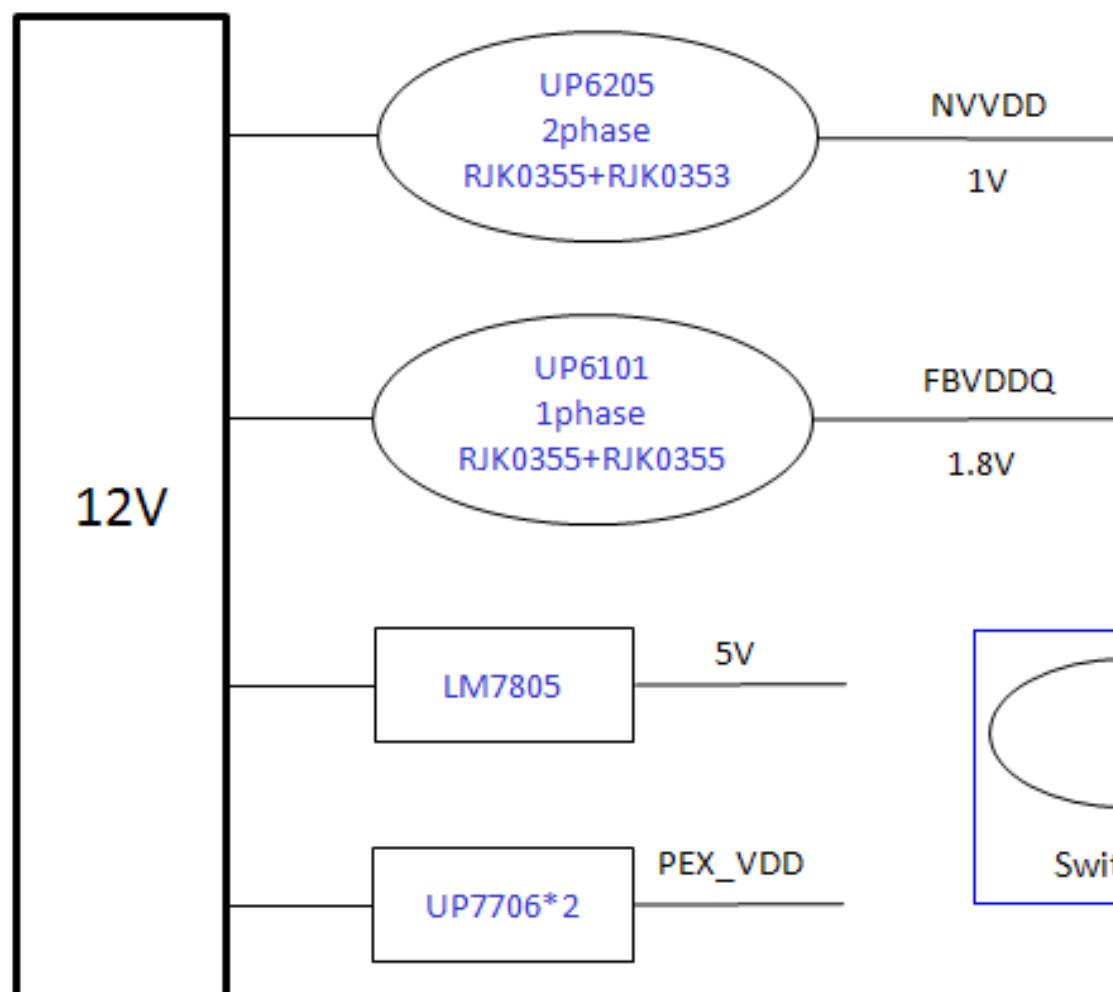 12V
UP6205
2phase
RJK0355+RJK0353
NVVDD
1V
UP6101
1phase
RJK0355+RJK0355
FBVDDQ
1.8V
LM7805
5V
UP7706*2
PEX_VDD